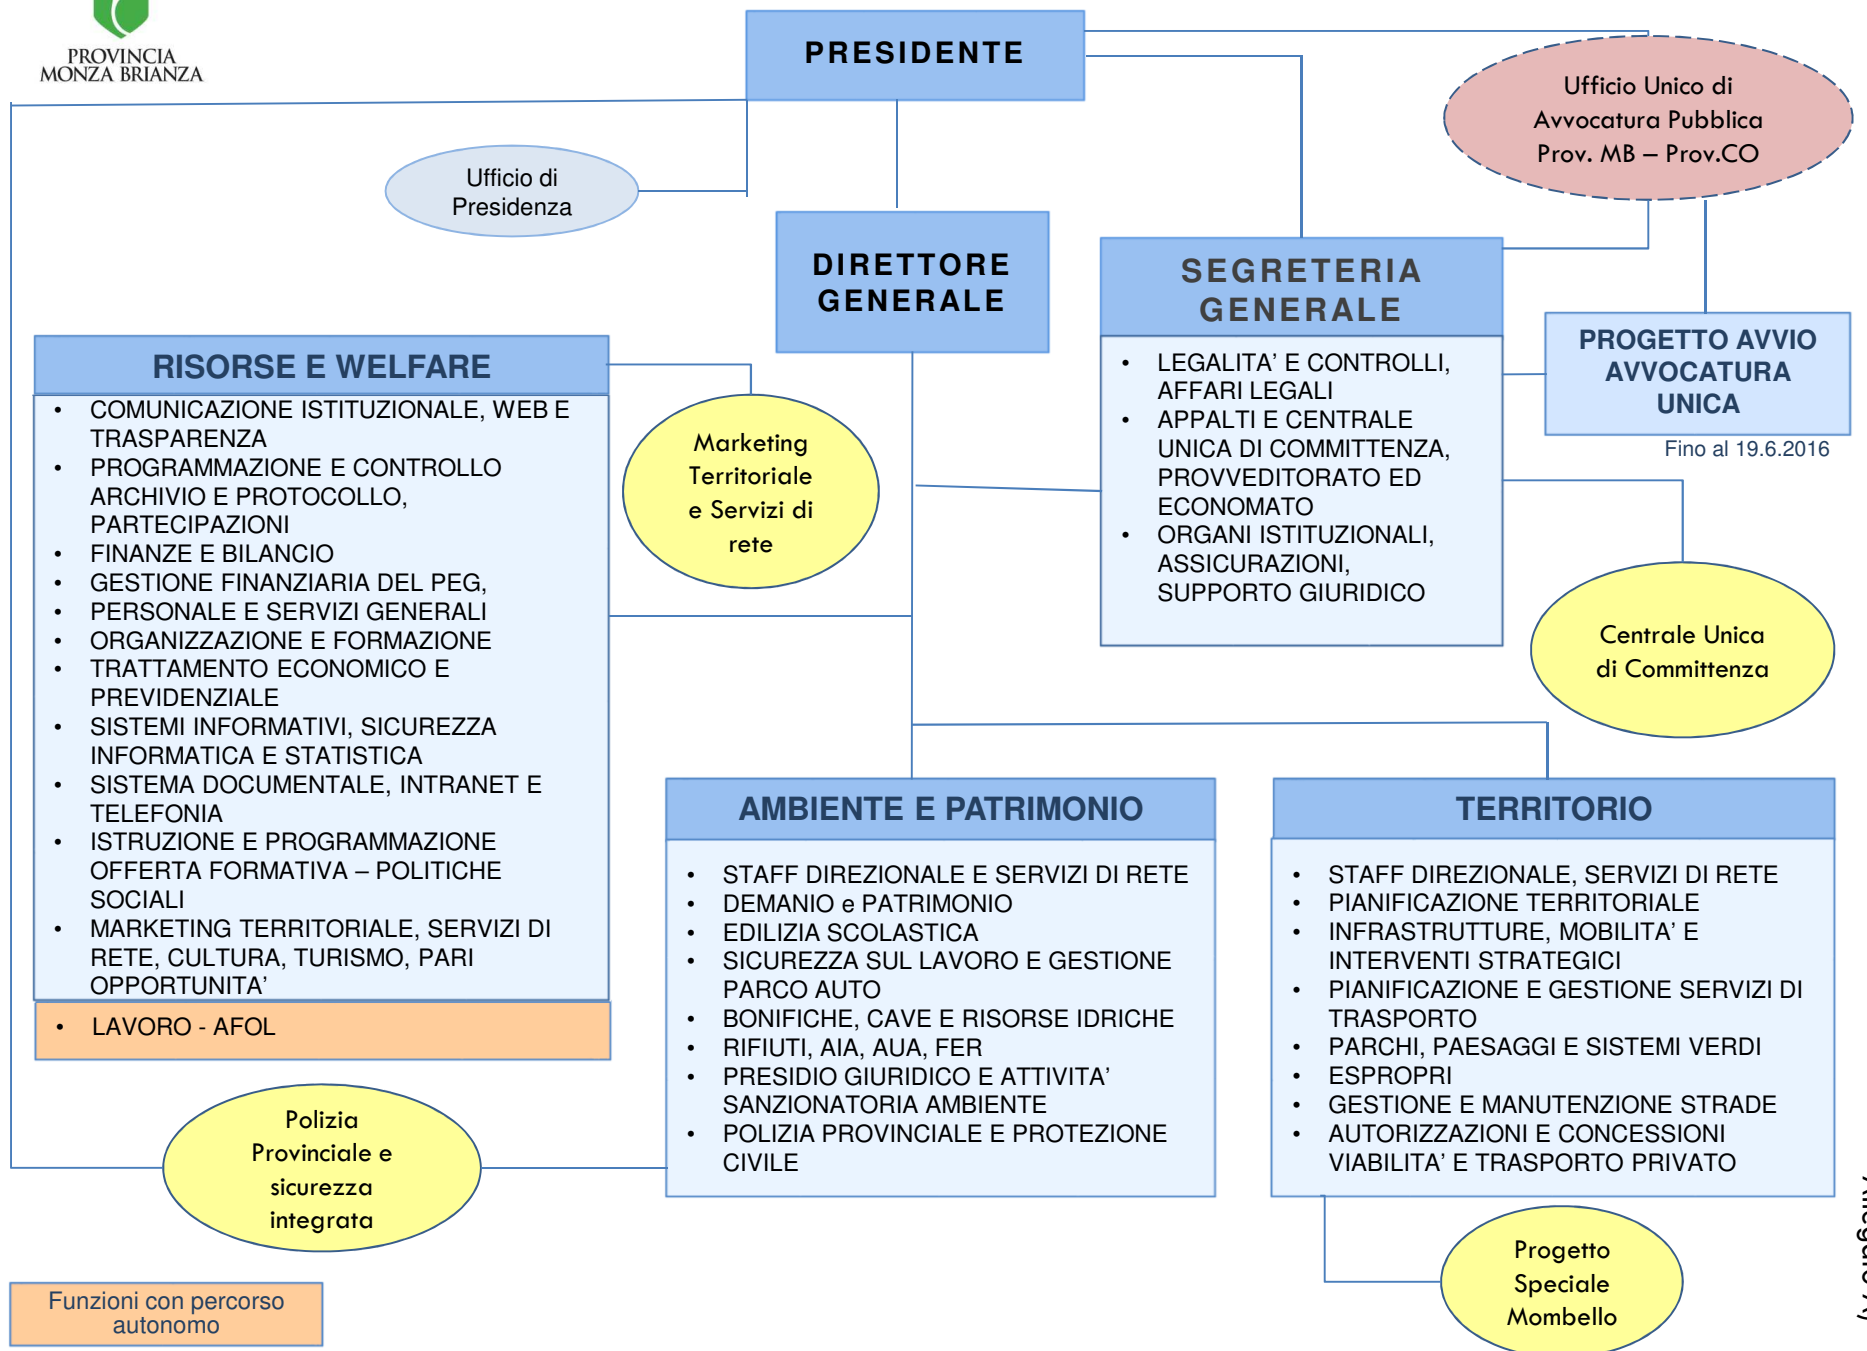 PROVINCIA
MONZA BRIANZA
PRESIDENTE
Ufficio Unico di
Avvocatura Pubblica
Prov. MB – Prov.CO
Ufficio di
Presidenza
DIRETTORE
GENERALE
SEGRETERIA
GENERALE
• LEGALITA’ E CONTROLLI,
AFFARI LEGALI
• APPALTI E CENTRALE
UNICA DI COMMITTENZA,
PROVVEDITORATO ED
ECONOMATO
• ORGANI ISTITUZIONALI,
ASSICURAZIONI,
SUPPORTO GIURIDICO
PROGETTO AVVIO
AVVOCATURA
UNICA
Fino al 19.6.2016
RISORSE E WELFARE
• COMUNICAZIONE ISTITUZIONALE, WEB E
TRASPARENZA
• PROGRAMMAZIONE E CONTROLLO
ARCHIVIO E PROTOCOLLO,
PARTECIPAZIONI
• FINANZE E BILANCIO
• GESTIONE FINANZIARIA DEL PEG,
• PERSONALE E SERVIZI GENERALI
• ORGANIZZAZIONE E FORMAZIONE
• TRATTAMENTO ECONOMICO E
PREVIDENZIALE
• SISTEMI INFORMATIVI, SICUREZZA
INFORMATICA E STATISTICA
• SISTEMA DOCUMENTALE, INTRANET E
TELEFONIA
• ISTRUZIONE E PROGRAMMAZIONE
OFFERTA FORMATIVA – POLITICHE
SOCIALI
• MARKETING TERRITORIALE, SERVIZI DI
RETE, CULTURA, TURISMO, PARI
OPPORTUNITA’
• LAVORO - AFOL
Marketing
Territoriale
e Servizi di
rete
Centrale Unica
di Committenza
AMBIENTE E PATRIMONIO
• STAFF DIREZIONALE E SERVIZI DI RETE
• DEMANIO e PATRIMONIO
• EDILIZIA SCOLASTICA
• SICUREZZA SUL LAVORO E GESTIONE
PARCO AUTO
• BONIFICHE, CAVE E RISORSE IDRICHE
• RIFIUTI, AIA, AUA, FER
• PRESIDIO GIURIDICO E ATTIVITA’
SANZIONATORIA AMBIENTE
• POLIZIA PROVINCIALE E PROTEZIONE
CIVILE
TERRITORIO
• STAFF DIREZIONALE, SERVIZI DI RETE
• PIANIFICAZIONE TERRITORIALE
• INFRASTRUTTURE, MOBILITA’ E
INTERVENTI STRATEGICI
• PIANIFICAZIONE E GESTIONE SERVIZI DI
TRASPORTO
• PARCHI, PAESAGGI E SISTEMI VERDI
• ESPROPRI
• GESTIONE E MANUTENZIONE STRADE
• AUTORIZZAZIONI E CONCESSIONI
VIABILITA’ E TRASPORTO PRIVATO
Polizia
Provinciale e
sicurezza
integrata
Progetto
Speciale
Mombello
Funzioni con percorso
autonomo